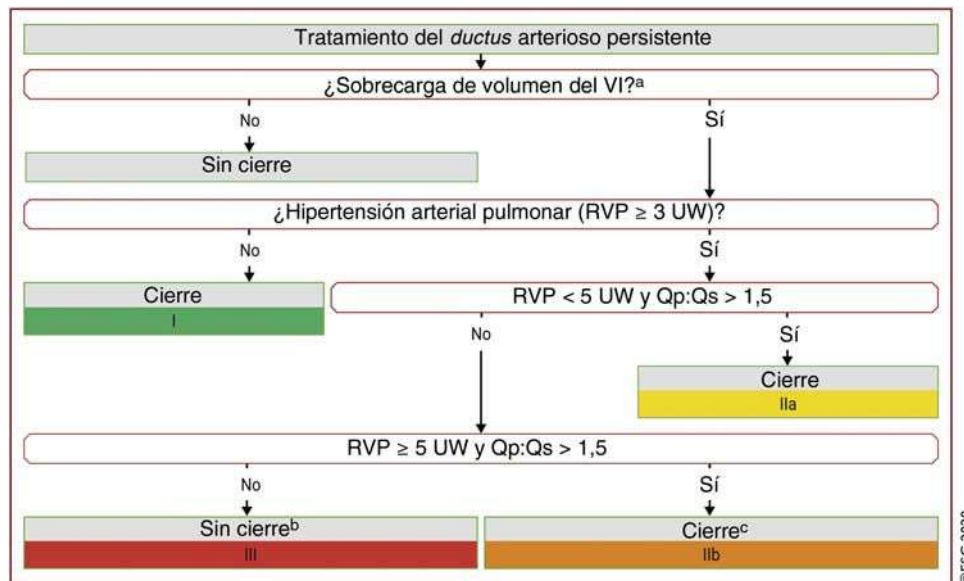 Tratamiento del ductus arterioso persistente
¿Sobrecarga de volumen del VI?a
No
Sí
Sin cierre
¿Hipertensión arterial pulmonar (RVP ≥ 3 UW)?
No
Sí
Cierre
I
RVP < 5 UW y Qp:Qs > 1,5
No
Sí
Cierre
IIa
RVP ≥ 5 UW y Qp:Qs > 1,5
No
Sí
Sin cierreb
III
Cierrec
IIb
©ESC 2020